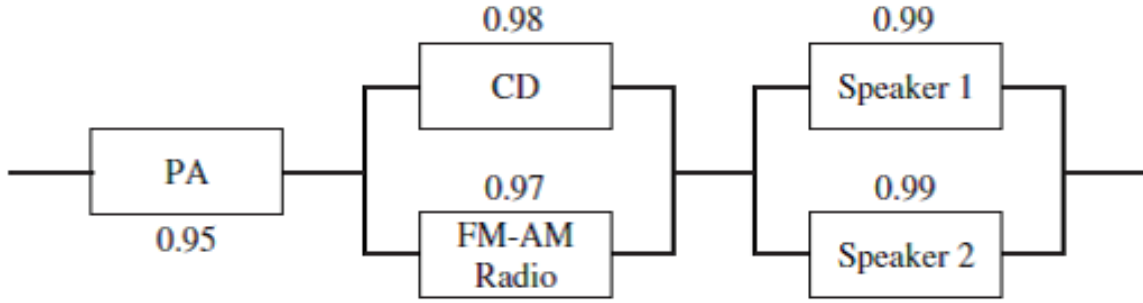 0.98
CD
0.99
Speaker 1
PA
0.95
0.97
FM-AM
Radio
0.99
Speaker 2